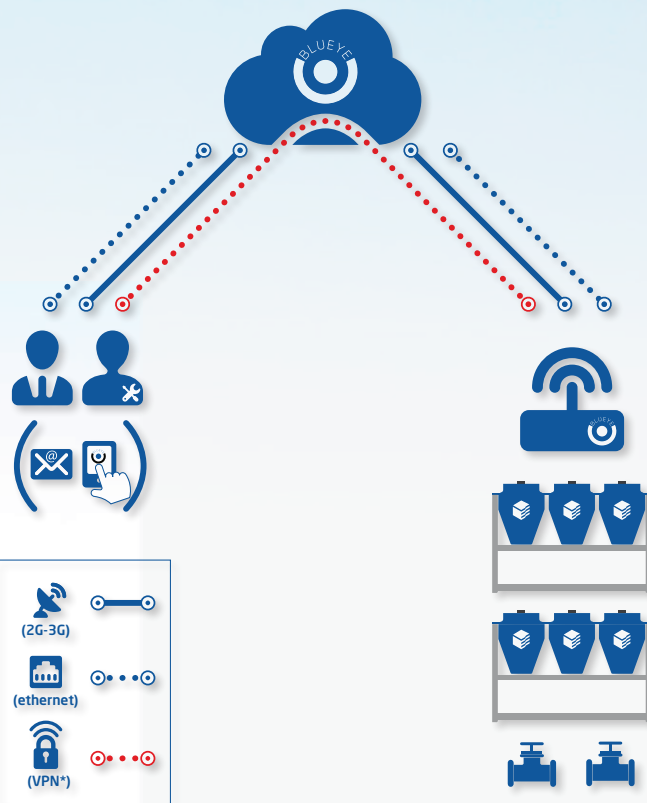 BLUEYE
@
BLUEYE
(2G-3G)
(ethernet)
(VPN*)